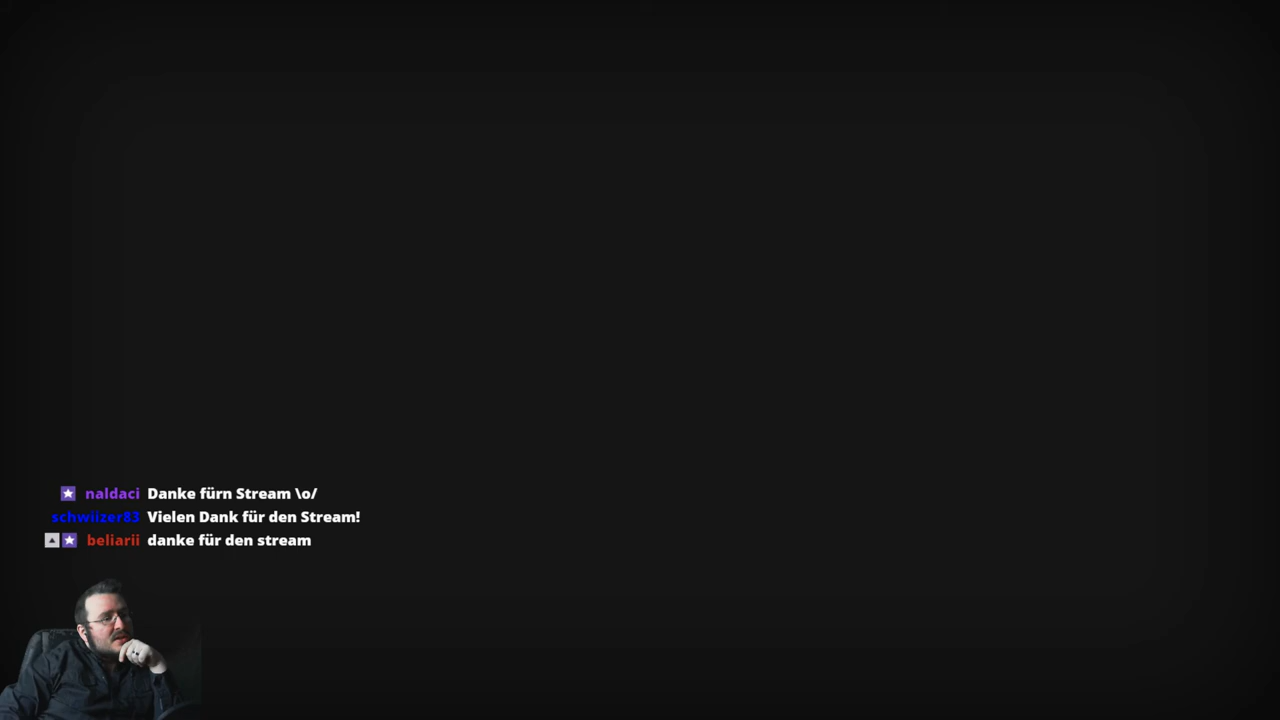 naldaci Danke fürn Stream \o/
schwiizer83 Vielen Dank für den Stream!
beliarii danke für den stream